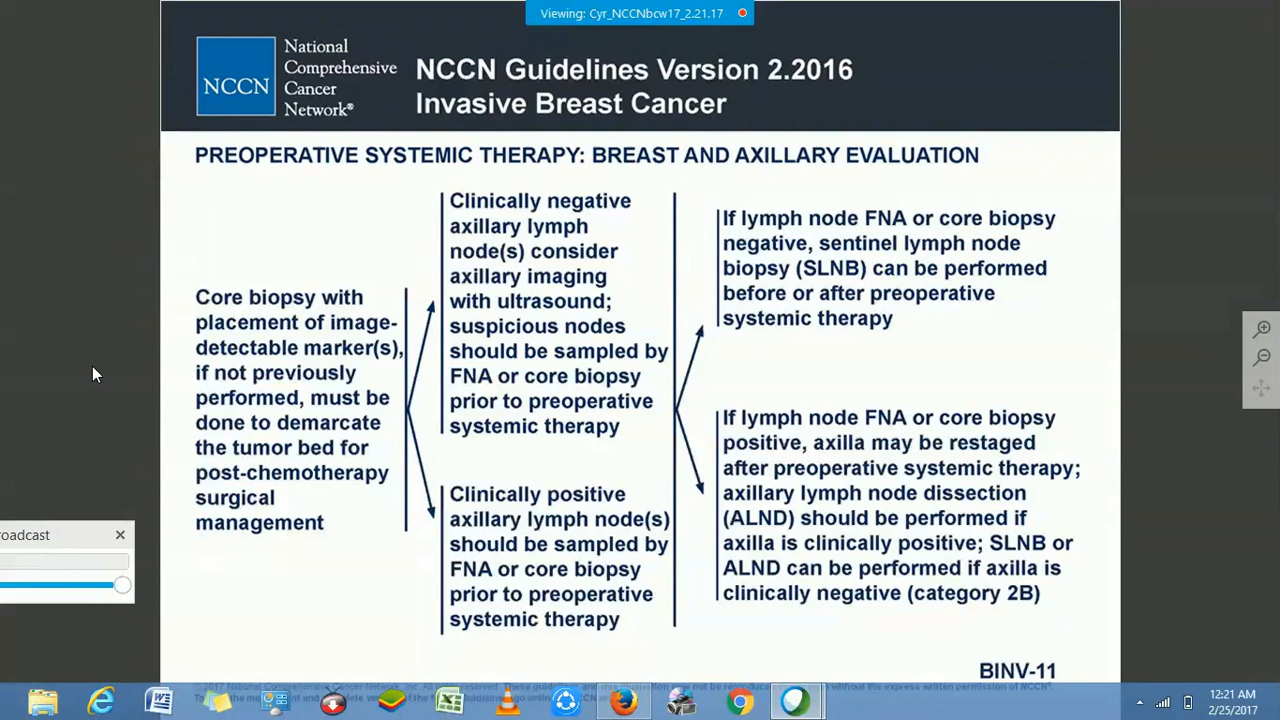 Viewing: Cyr_NCCNbcw17_2.21.17
NCCN
National
Comprehensive
Cancer
Network®
NCCN Guidelines Version 2.2016
Invasive Breast Cancer
PREOPERATIVE SYSTEMIC THERAPY: BREAST AND AXILLARY EVALUATION
Core biopsy with
placement of image-
detectable marker(s),
if not previously
performed, must be
done to demarcate
the tumor bed for
post-chemotherapy
surgical
management
Clinically negative
axillary lymph
node(s) consider
axillary imaging
with ultrasound;
suspicious nodes
should be sampled by
FNA or core biopsy
prior to preoperative
systemic therapy
Clinically positive
axillary lymph node(s)
should be sampled by
FNA or core biopsy
prior to preoperative
systemic therapy
If lymph node FNA or core biopsy
negative, sentinel lymph node
biopsy (SLNB) can be performed
before or after preoperative
systemic therapy
If lymph node FNA or core biopsy
positive, axilla may be restaged
after preoperative systemic therapy;
axillary lymph node dissection
(ALND) should be performed if
axilla is clinically positive; SLNB or
ALND can be performed if axilla is
clinically negative (category 2B)
roadcast
BINV-11
12:21 AM
2/25/2017